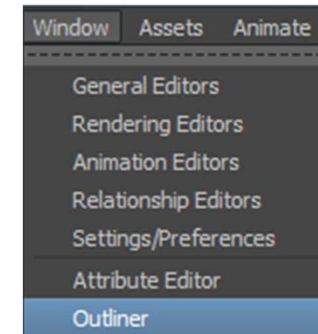 Window Assets Animate
General Editors
Rendering Editors
Animation Editors
Relationship Editors
Settings/Preferences
Attribute Editor
Outliner